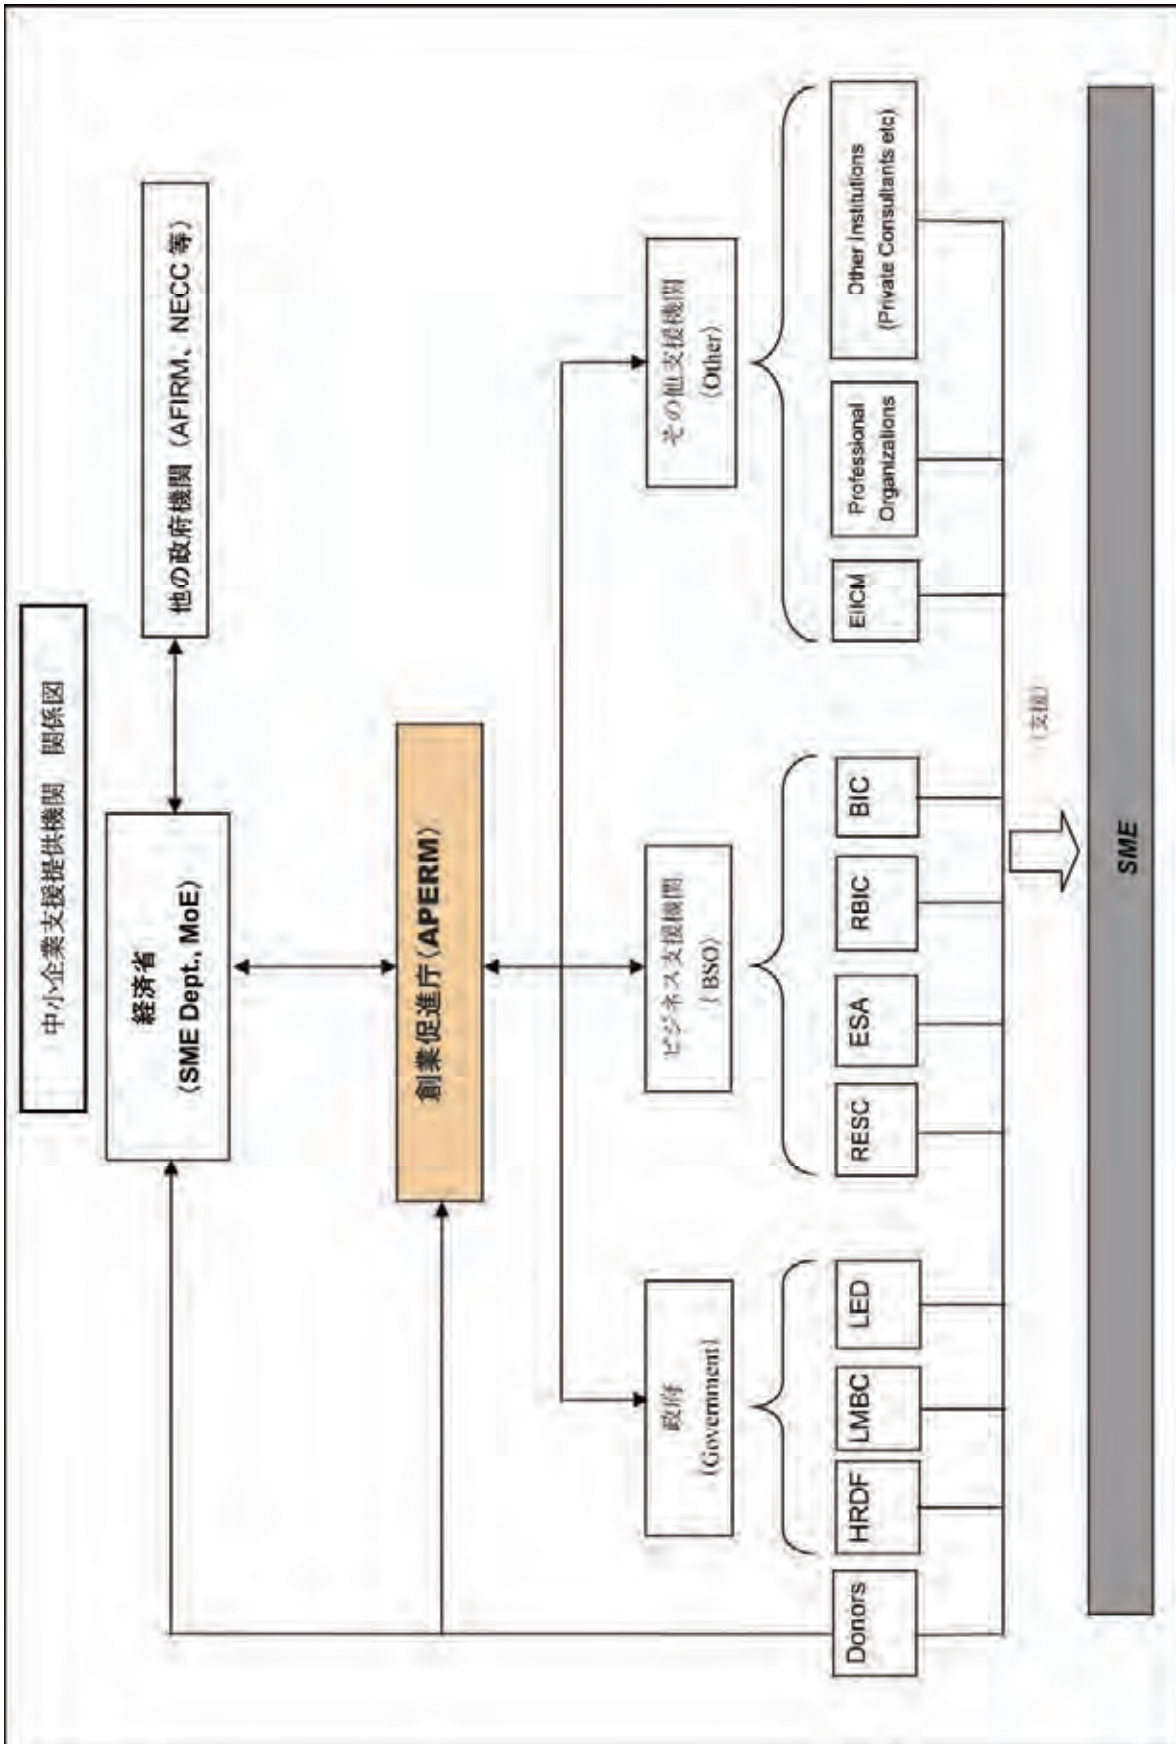 中小企業支援提供機関　関係図
経済省
（SME Dept., MoE）
他の政府機関（AFIRM、NECC 等）
創業促進庁（APERM）
政府
（Government）
ビジネス支援機関
（BSO）
その他支援機関
（Other）
Donors
HRDF
LMBC
LED
RESC
ESA
RBIC
BIC
EIICM
Professional
Organizations
Other Institutions
(Private Consultants etc)
（支援）
SME